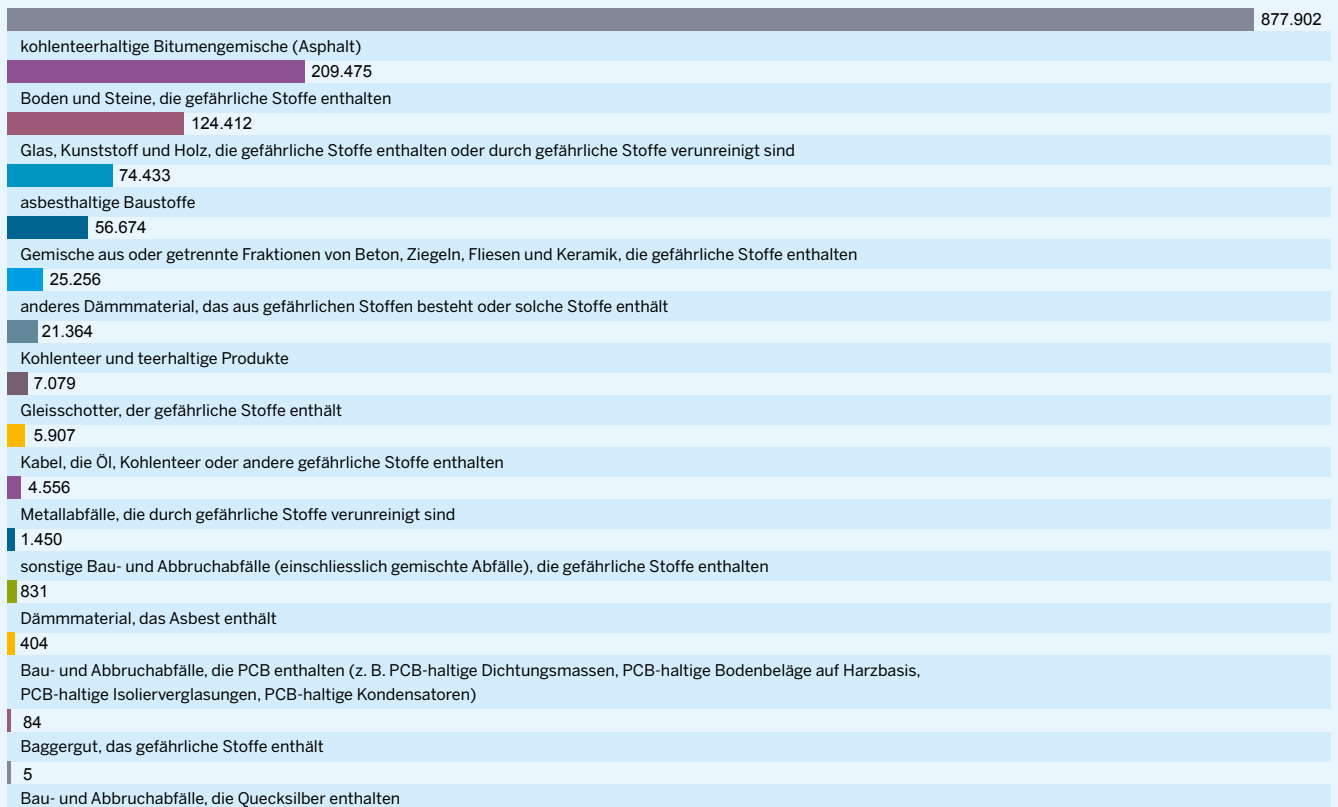 877.902
kohlenteerhaltige Bitumengemische (Asphalt)
209.475
Boden und Steine, die gefährliche Stoffe enthalten
124.412
Glas, Kunststoff und Holz, die gefährliche Stoffe enthalten oder durch gefährliche Stoffe verunreinigt sind
74.433
asbesthaltige Baustoffe
56.674
Gemische aus oder getrennte Fraktionen von Beton, Ziegeln, Fliesen und Keramik, die gefährliche Stoffe enthalten
25.256
anderes Dämmmaterial, das aus gefährlichen Stoffen besteht oder solche Stoffe enthält
21.364
Kohlenteer und teerhaltige Produkte
7.079
Gleisschotter, der gefährliche Stoffe enthält
5.907
Kabel, die Öl, Kohlenteer oder andere gefährliche Stoffe enthalten
4.556
Metallabfälle, die durch gefährliche Stoffe verunreinigt sind
1.450
sonstige Bau- und Abbruchabfälle (einschliesslich gemischte Abfälle), die gefährliche Stoffe enthalten
831
Dämmmaterial, das Asbest enthält
404
Bau- und Abbruchabfälle, die PCB enthalten (z. B. PCB-haltige Dichtungsmassen, PCB-haltige Bodenbeläge auf Harzbasis,
PCB-haltige Isolierverglasungen, PCB-haltige Kondensatoren)
84
Baggergut, das gefährliche Stoffe enthält
5
Bau- und Abbruchabfälle, die Quecksilber enthalten